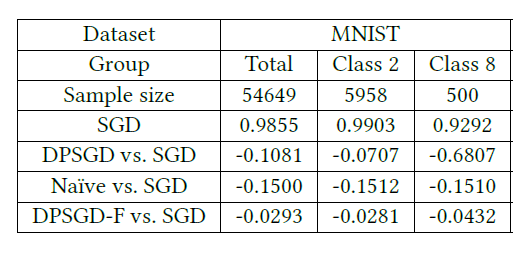 Dataset MNIST
Group Total Class 2 Class 8
Sample size 54649 5958 500
SGD 0.9855 0.9903 0.9292
DPSGD vs. SGD -0.1081 -0.0707 -0.6807
Naïve vs. SGD -0.1500 -0.1512 -0.1510
DPSGD-F vs. SGD -0.0293 -0.0281 -0.0432